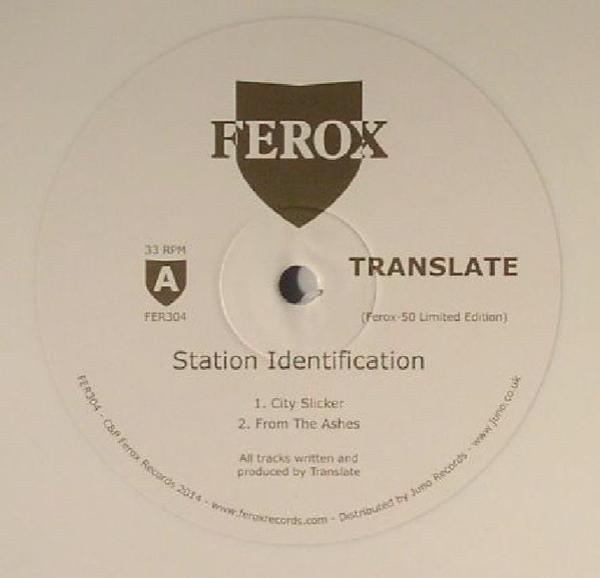 FEROX
33 RPM
A
FER304
TRANSLATE
(Ferox-50 Limited Edition)
Station Identification
1. City Slicker
2. From The Ashes
All tracks written and
produced by Translate
FER304 - C&P Ferox Records 2014 - www.feroxrecords.com - Distributed by Juno Records - www.juno.co.uk